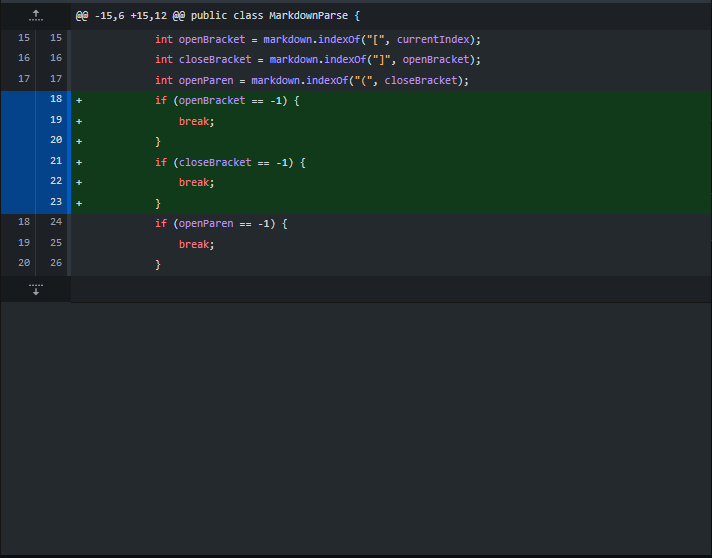 @@ -15,6 +15,12 @@ public class MarkdownParse {
15 15 int openBracket = markdown.indexOf("[", currentIndex);
16 16 int closeBracket = markdown.indexOf("]", openBracket);
17 17 int openParen = markdown.indexOf("(", closeBracket);
18 + if (openBracket == -1) {
19 + break;
20 + }
21 + if (closeBracket == -1) {
22 + break;
23 + }
18 24 if (openParen == -1) {
19 25 break;
20 26 }